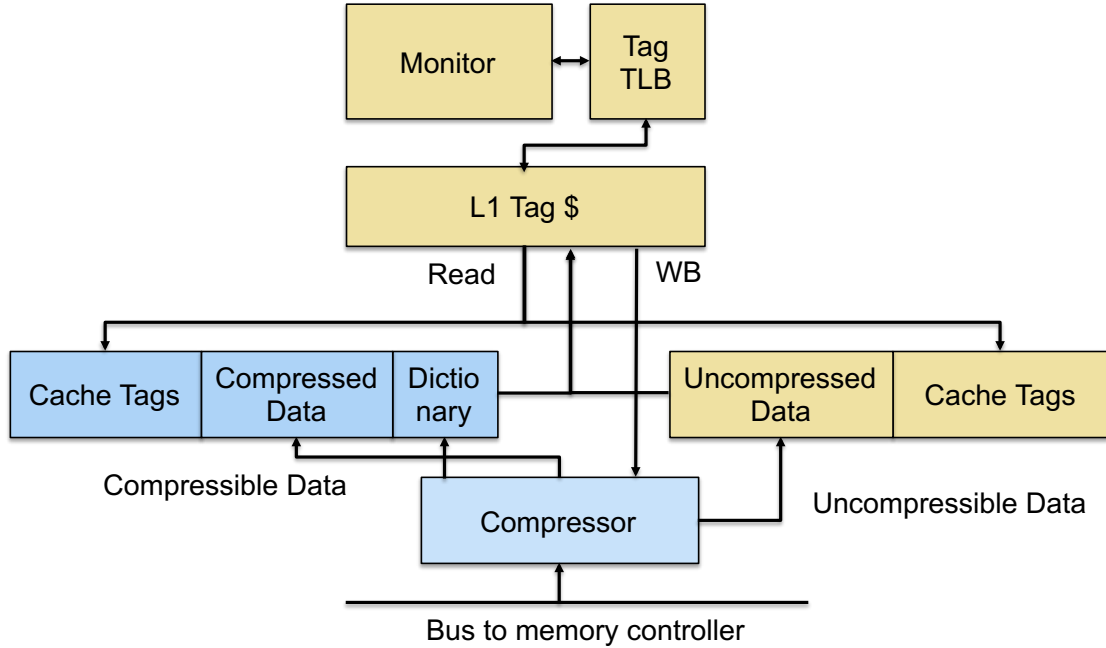 Monitor
Tag
TLB
L1 Tag $
Read
WB
Cache Tags
Compressed
Data
Dictio
nary
Uncompressed
Data
Cache Tags
Compressible Data
Compressor
Uncompressible Data
Bus to memory controller